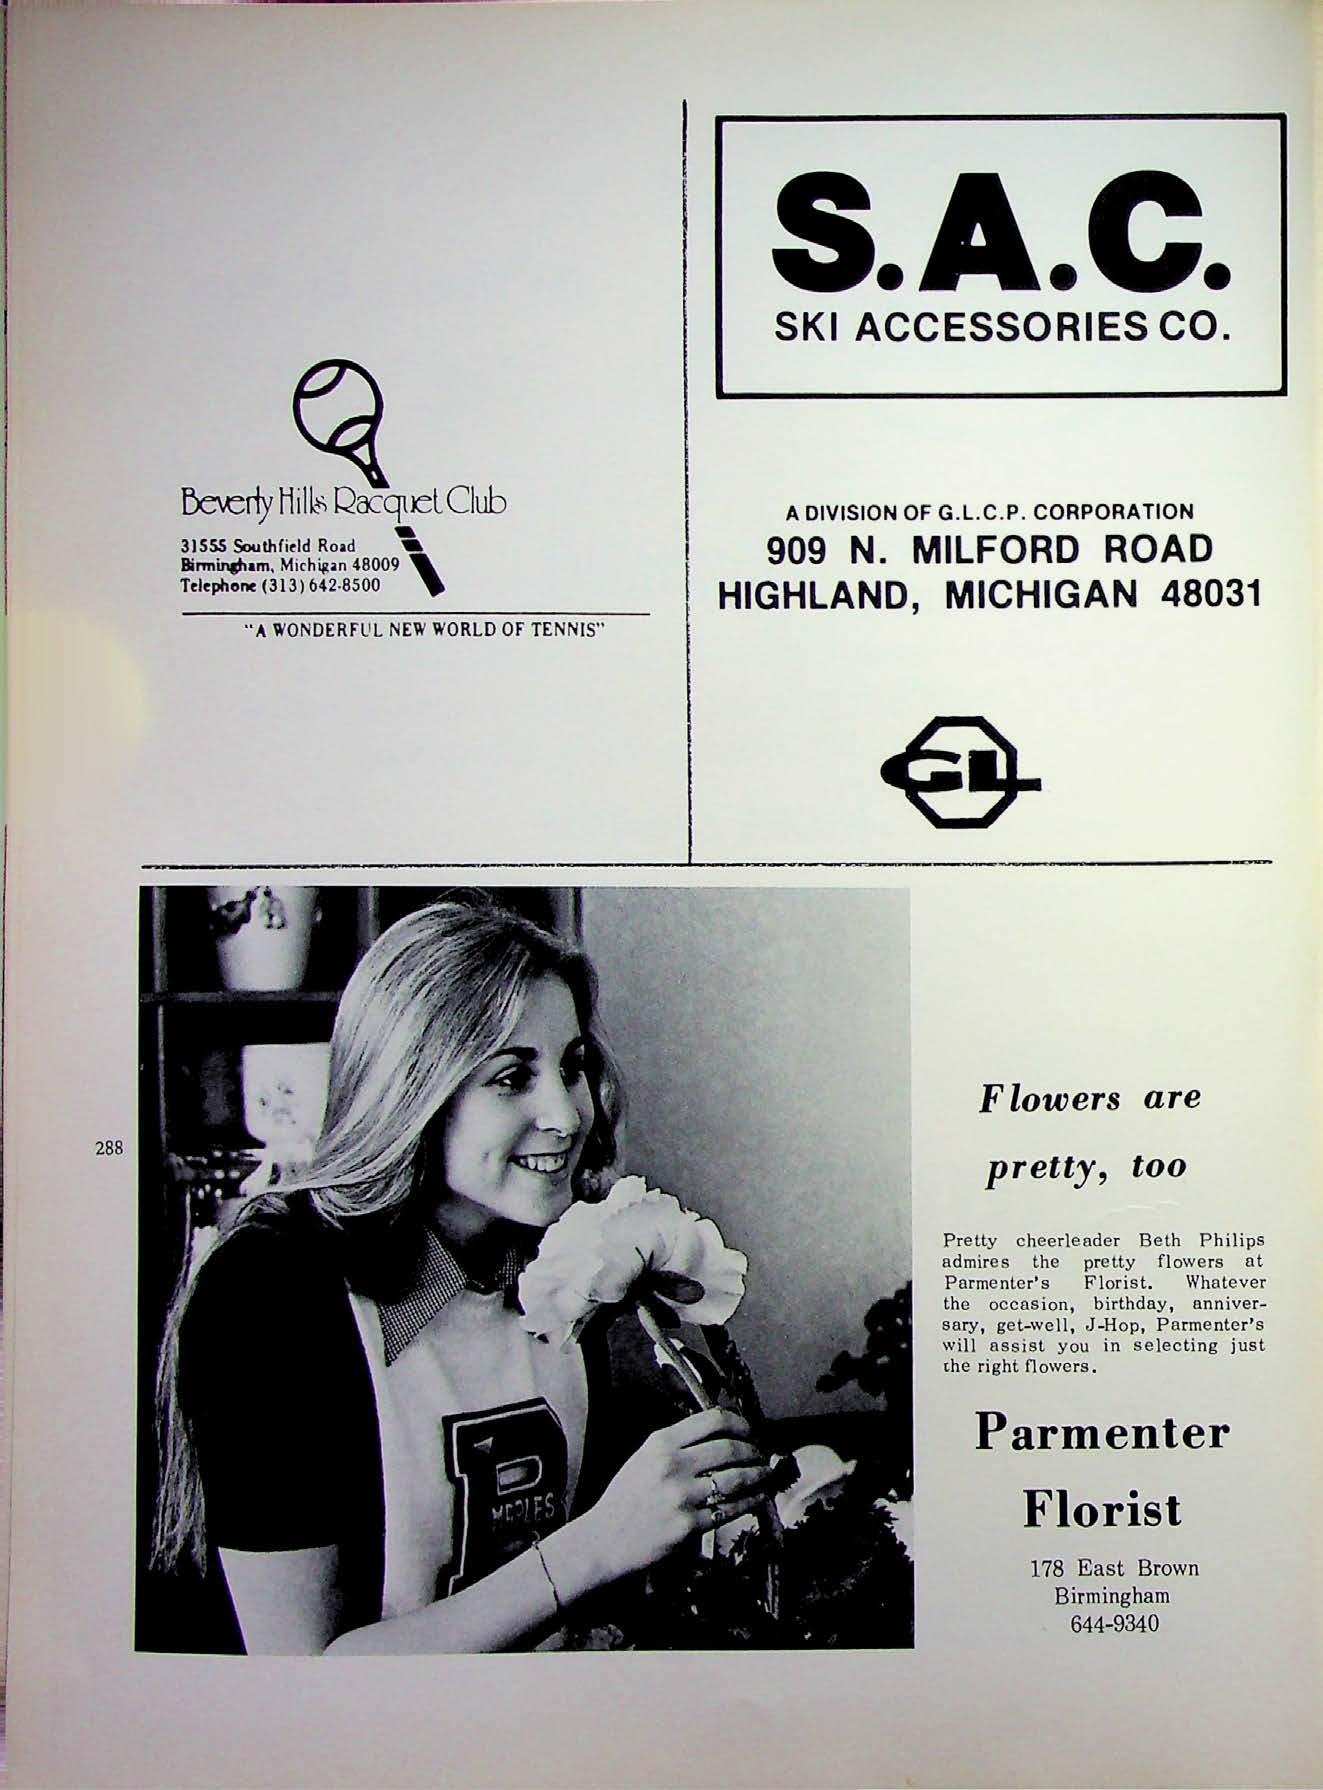 Beverly Hills Racquet Club
31555 Southfield Road
Birmingham, Michigan 48009
Telephone (313) 642-8500
"A WONDERFUL NEW WORLD OF TENNIS"
S.A.C.
SKI ACCESSORIES CO.
A DIVISION OF G.L.C.P. CORPORATION
909 N. MILFORD ROAD
HIGHLAND, MICHIGAN 48031
GL
288
P
MAPLES
Flowers are
pretty, too
Pretty cheerleader Beth Philips
admires the pretty flowers at
Parmenter's Florist. Whatever
the occasion, birthday, anniver-
sary, get-well, J-Hop, Parmenter's
will assist you in selecting just
the right flowers.
Parmenter
Florist
178 East Brown
Birmingham
644-9340